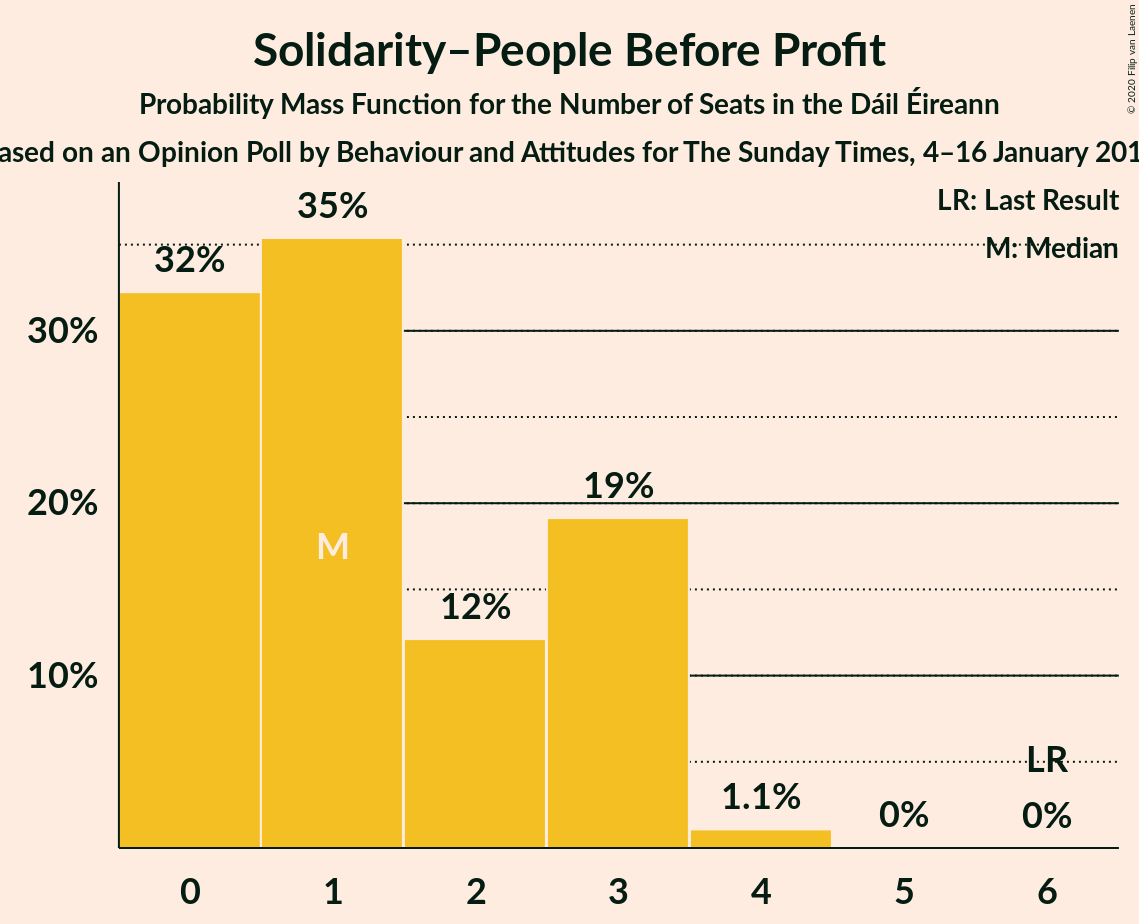 Solidarity–People Before Profit
Probability Mass Function for the Number of Seats in the Dáil Éireann
on an Opinion Poll by Behaviour and Attitudes for The Sunday Times, 4–16 January
© 2020 Filip van Laenen
LR: Last Result
M: Median
35%
32%
30%
19%
20%
M
12%
10%
LR
1.1%
0%
0%
0
1
2
3
4
5
6